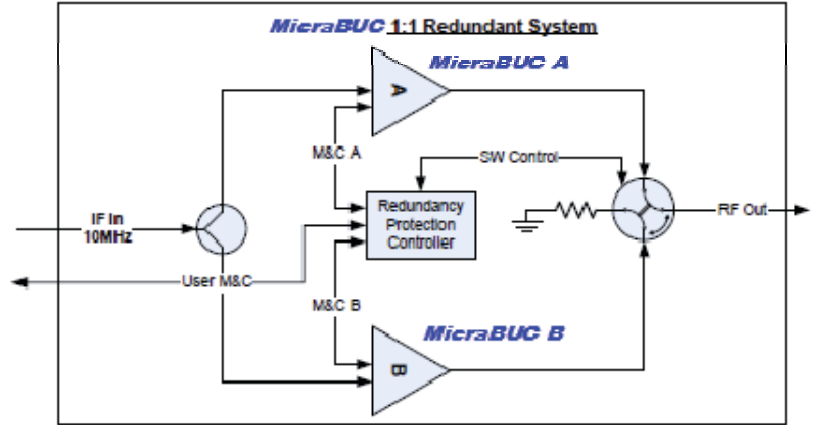 MicraBUC 1:1 Redundant System
MicraBUC A
A
M&C A
SW Control
IF In
10MHz
Redundancy
Protection
Controller
RF Out
User M&C
M&C B
MicraBUC B
B